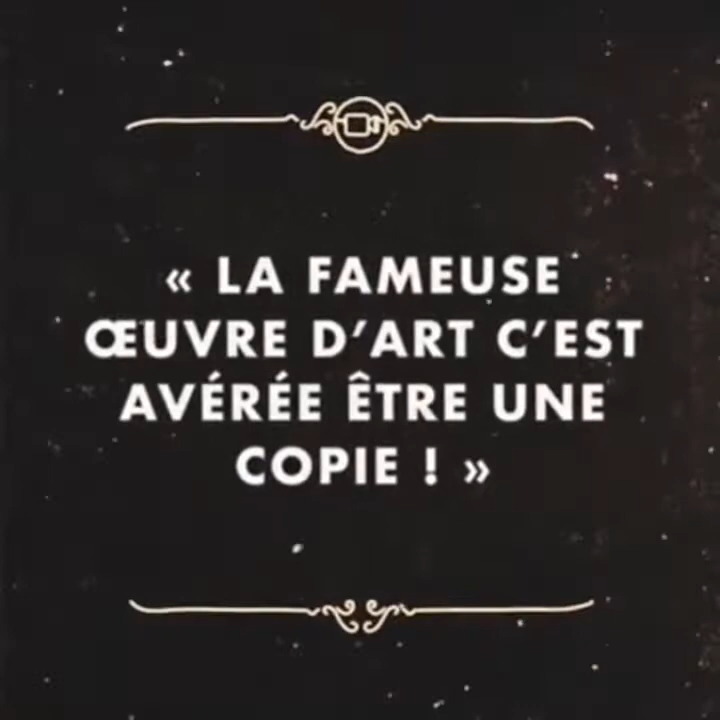 « LA FAMEUSE
ŒUVRE D’ART C’EST
AVÉRÉE ÊTRE UNE
COPIE ! »